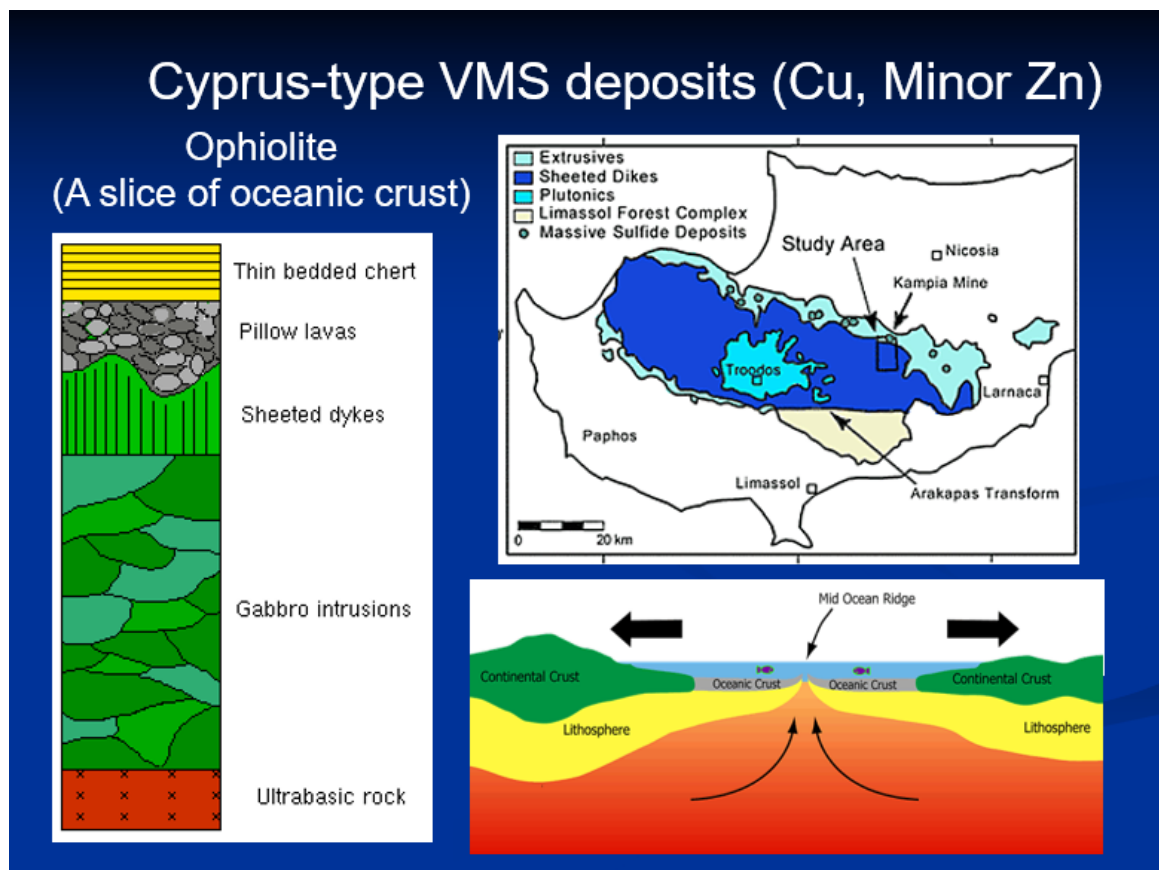 Cyprus-type VMS deposits (Cu, Minor Zn)
Ophiolite
(A slice of oceanic crust)
Thin bedded chert
Pillow lavas
Sheeted dykes
Gabbro intrusions
Ultrabasic rock
Extrusives
Sheeted Dikes
Plutonics
Limassol Forest Complex
Massive Sulfide Deposits
Study Area
Nicosia
Kampia Mine
Troodos
Larnaca
Paphos
Limassol
Arakapas Transform
0 20 km
Mid Ocean Ridge
Continental Crust
Oceanic Crust
Oceanic Crust
Continental Crust
Lithosphere
Lithosphere